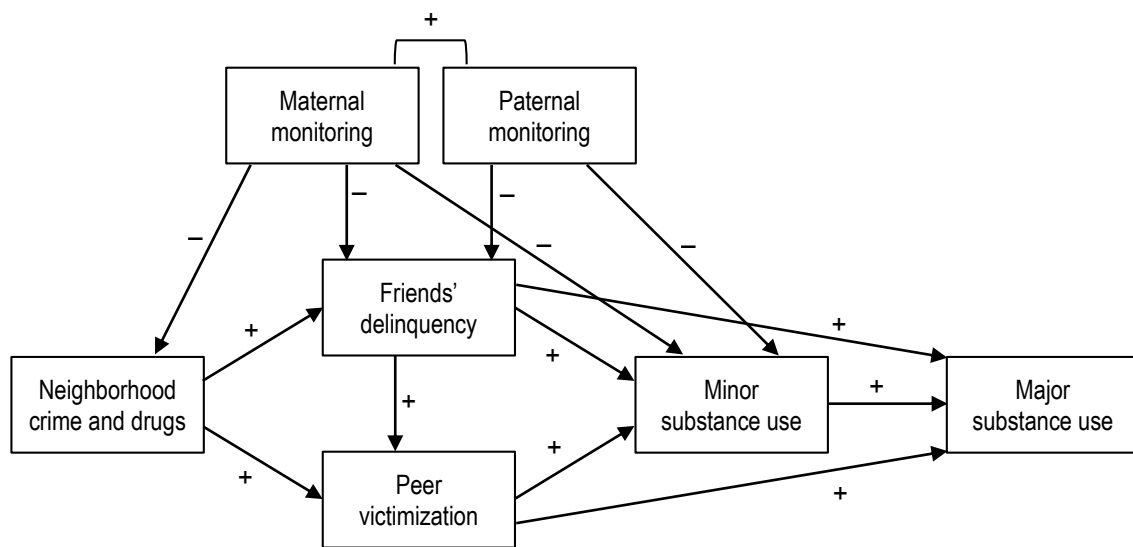 +
Maternal
monitoring
Paternal
monitoring
–
–
–
–
–
Friends’
delinquency
+
+
+
Neighborhood
crime and drugs
+
Minor
substance use
+
Major
substance use
+
+
+
Peer
victimization
+